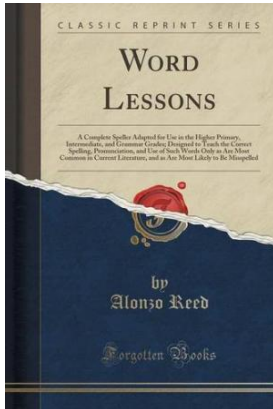 CLASSIC REPRINT SERIES
WORD
LESSONS
A Complete Speller Adapted for Use in the Higher Primary,
Intermediate, and Grammar Grades; Designed to Teach the Correct
Spelling, Pronunciation, and Use of Such Words Only as Are Most
Common in Current Literature, and as Are Most Likely to Be Misspelled
by
Alonzo Reed
Forgotten Books